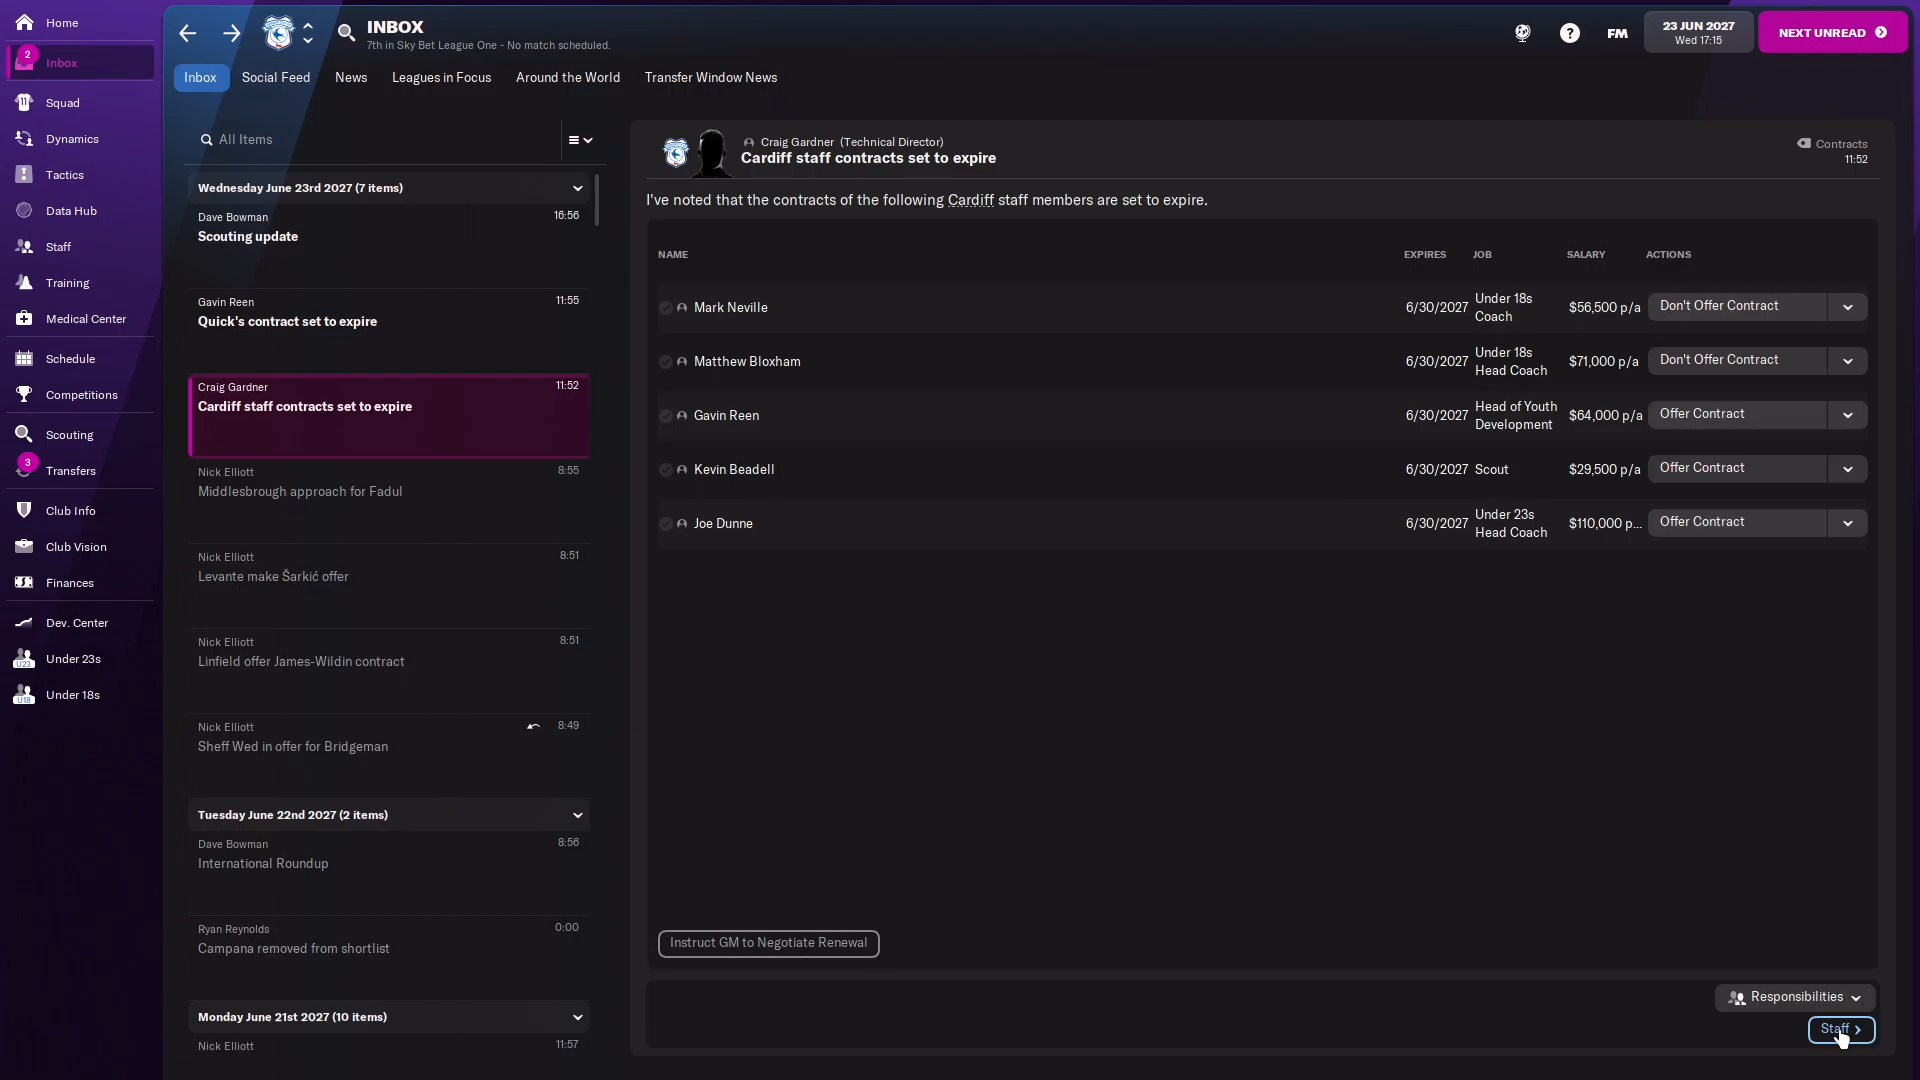 Home
2
Inbox
Squad
Dynamics
Tactics
Data Hub
Staff
Training
Medical Center
Schedule
Competitions
Scouting
3
Transfers
Club Info
Club Vision
Finances
Dev. Center
U23
Under 23s
U18
Under 18s
INBOX
7th in Sky Bet League One - No match scheduled.
?
FM
23 JUN 2027
Wed 17:15
NEXT UNREAD
Inbox
Social Feed
News
Leagues in Focus
Around the World
Transfer Window News
All Items
Wednesday June 23rd 2027 (7 items)
Dave Bowman 16:56
Scouting update
Gavin Reen 11:55
Quick's contract set to expire
Craig Gardner 11:52
Cardiff staff contracts set to expire
Nick Elliott 8:55
Middlesbrough approach for Fadul
Nick Elliott 8:51
Levante make Šarkić offer
Nick Elliott 8:51
Linfield offer James-Wildin contract
Nick Elliott 8:49
Sheff Wed in offer for Bridgeman
Tuesday June 22nd 2027 (2 items)
Dave Bowman 8:56
International Roundup
Ryan Reynolds 0:00
Campana removed from shortlist
Monday June 21st 2027 (10 items)
Nick Elliott 11:57
Craig Gardner (Technical Director)
Cardiff staff contracts set to expire
Contracts
11:52
I've noted that the contracts of the following Cardiff staff members are set to expire.
NAME EXPIRES JOB SALARY ACTIONS
Mark Neville 6/30/2027 Under 18s Coach $56,500 p/a Don't Offer Contract
Matthew Bloxham 6/30/2027 Under 18s Head Coach $71,000 p/a Don't Offer Contract
Gavin Reen 6/30/2027 Head of Youth Development $64,000 p/a Offer Contract
Kevin Beadell 6/30/2027 Scout $29,500 p/a Offer Contract
Joe Dunne 6/30/2027 Under 23s Head Coach $110,000 p... Offer Contract
Instruct GM to Negotiate Renewal
Responsibilities
Staff